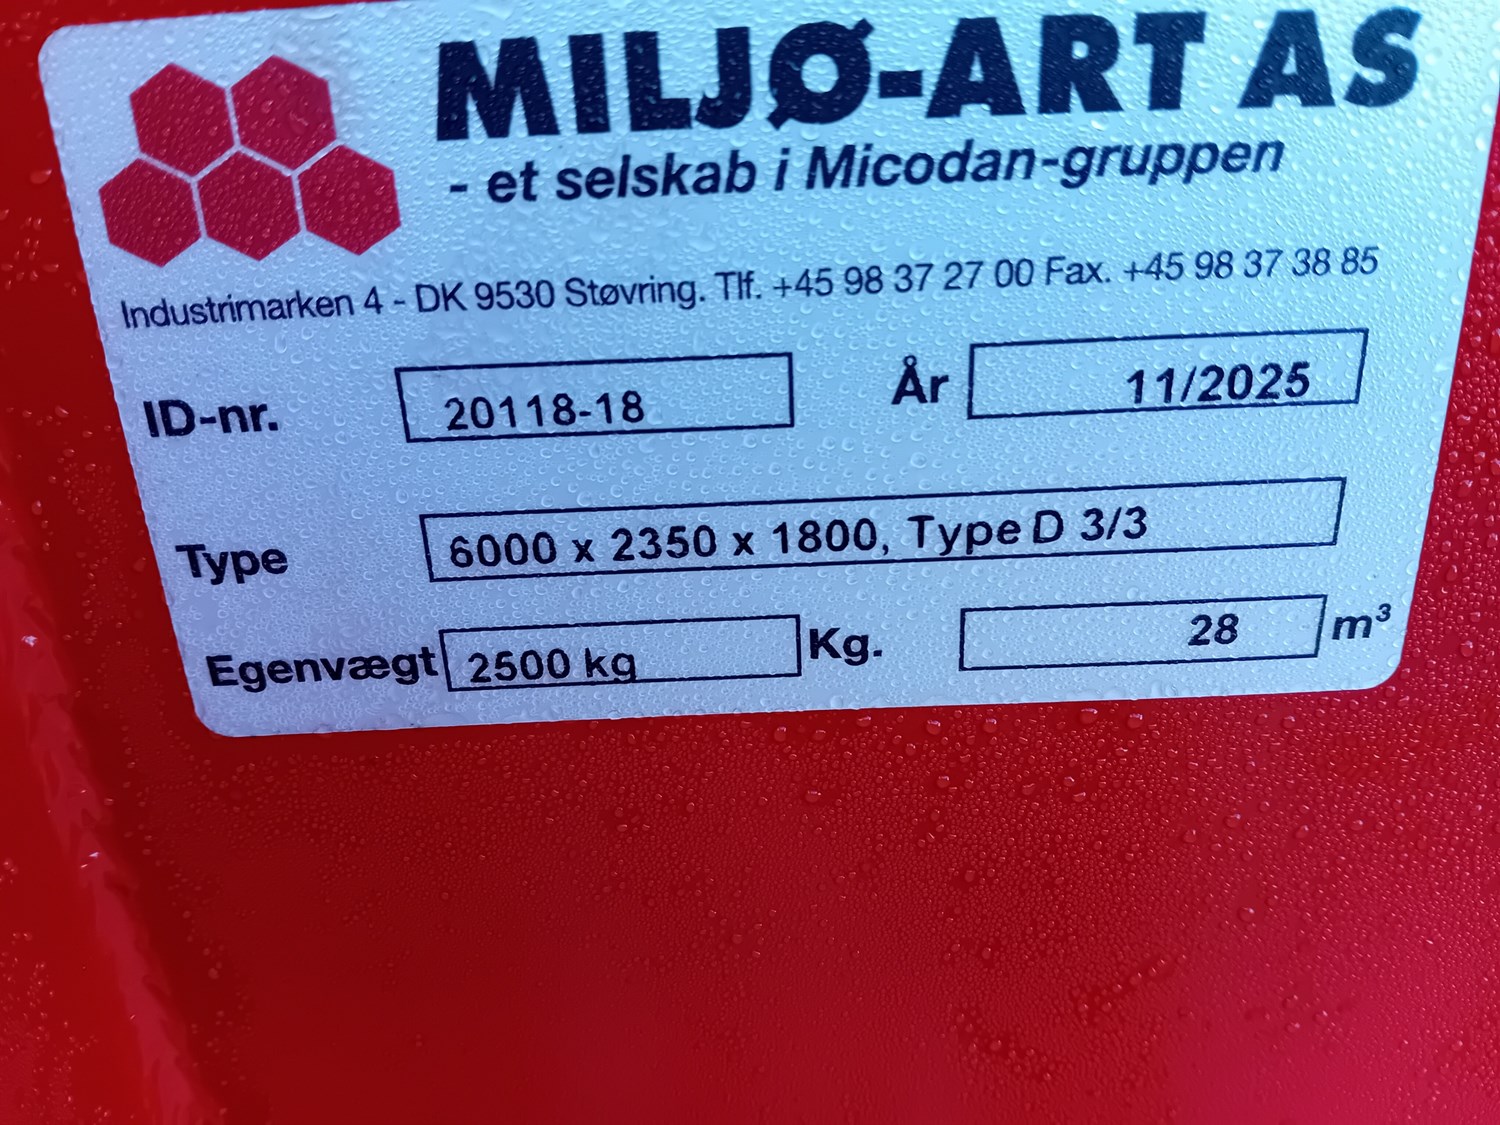 MILJØ-ART AS
- et selskab i Micodan-gruppen
Industrimarken 4 - DK 9530 Støvring. Tlf. +45 98 37 27 00 Fax. +45 98 37 38 85
ID-nr. 20118-18 År 11/2025
Type 6000 x 2350 x 1800, Type D 3/3
Egenvægt 2500 kg Kg. 28 m³